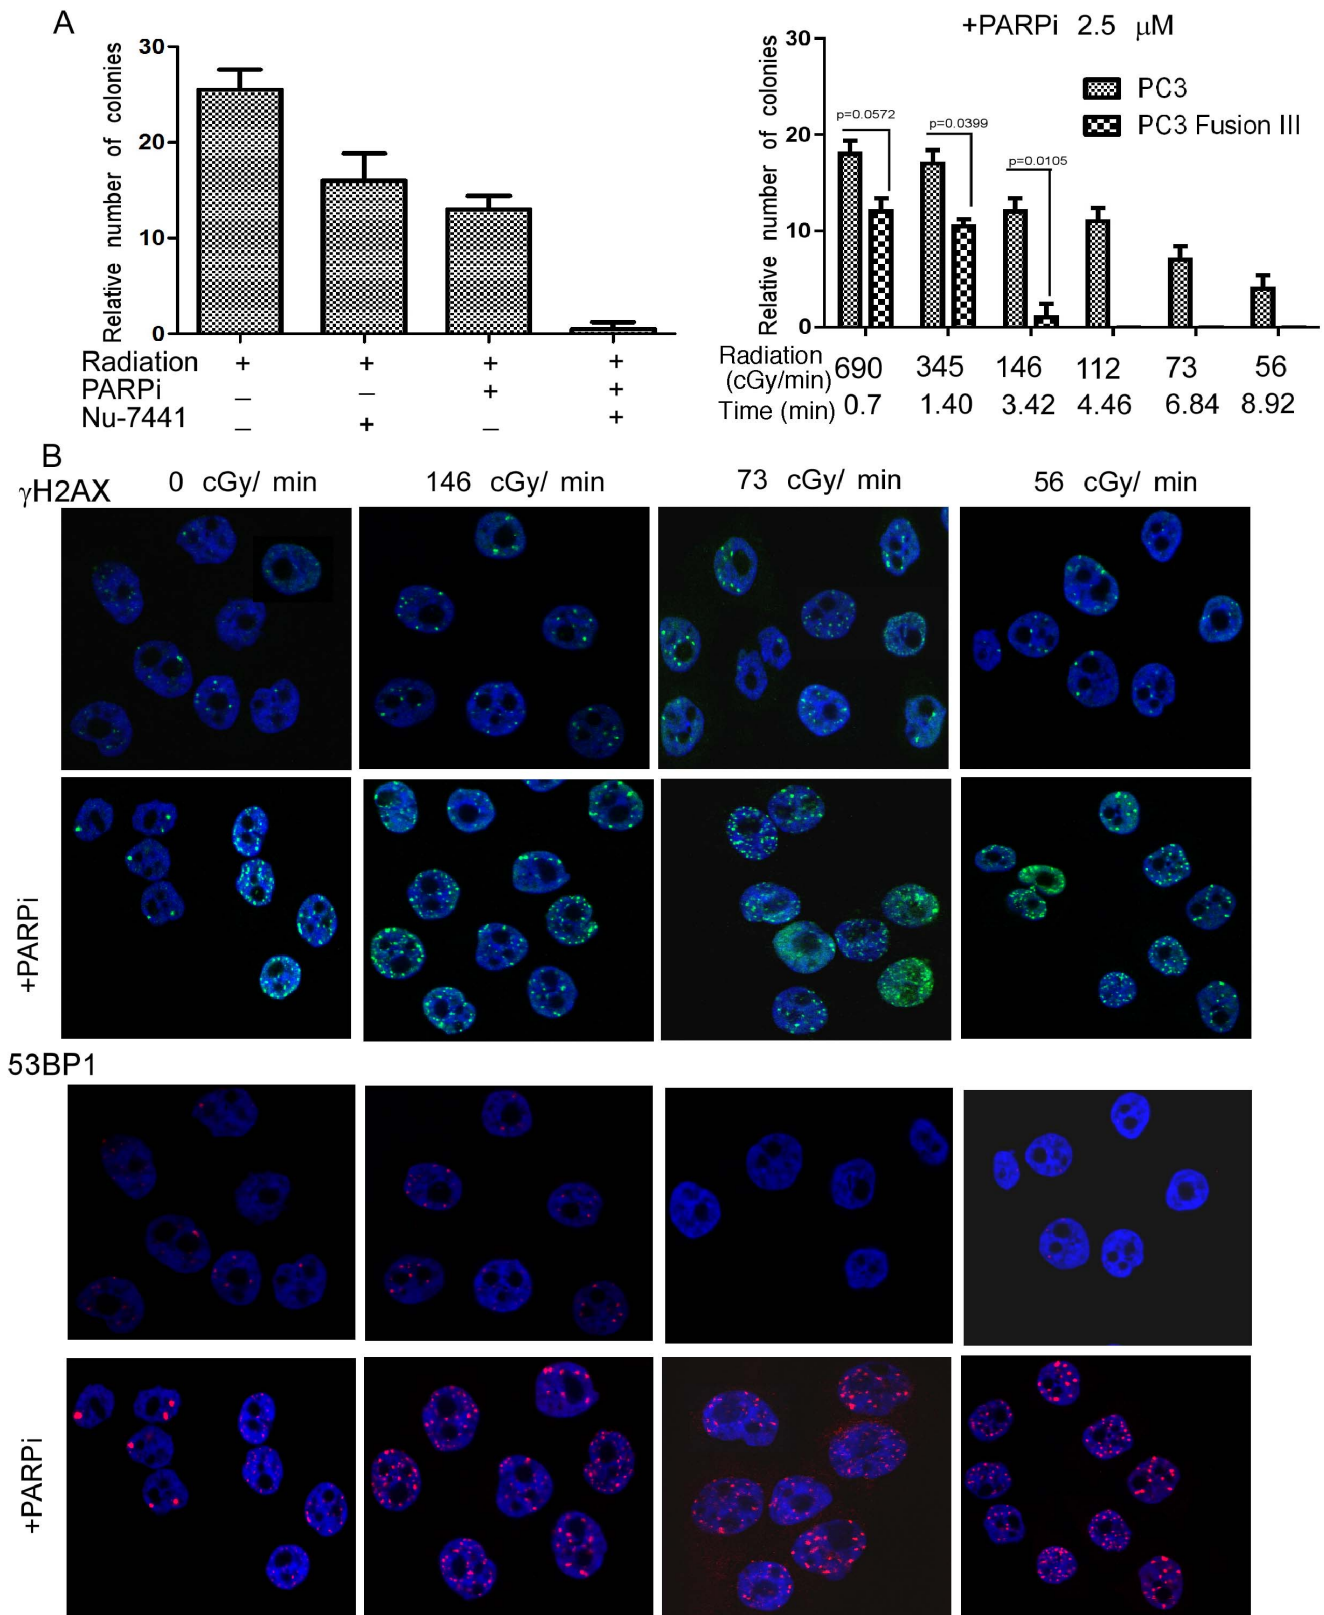 A
Relative number of colonies
30
20
10
0
Radiation + + + +
PARPi – – + +
Nu-7441 – + – +
+PARPi 2.5 μM
Relative number of colonies
30
20
10
0
PC3
PC3 Fusion III
p=0.0572
p=0.0399
p=0.0105
Radiation
(cGy/min) 690 345 146 112 73 56
Time (min) 0.7 1.40 3.42 4.46 6.84 8.92
B
γH2AX
0 cGy/ min 146 cGy/ min 73 cGy/ min 56 cGy/ min
+PARPi
53BP1
+PARPi